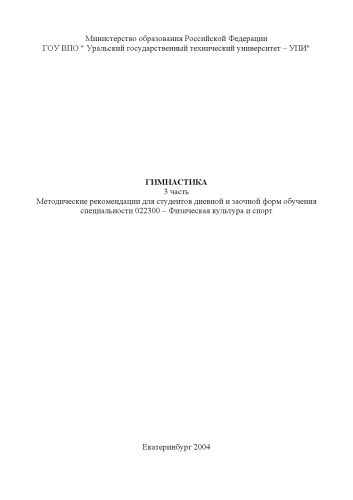 Министерство образования Российской Федерации
ГОУ ВПО " Уральский государственный технический университет – УПИ"
ГИМНАСТИКА
3 часть
Методические рекомендации для студентов дневной и заочной форм обучения
специальности 022300 – Физическая культура и спорт
Екатеринбург 2004